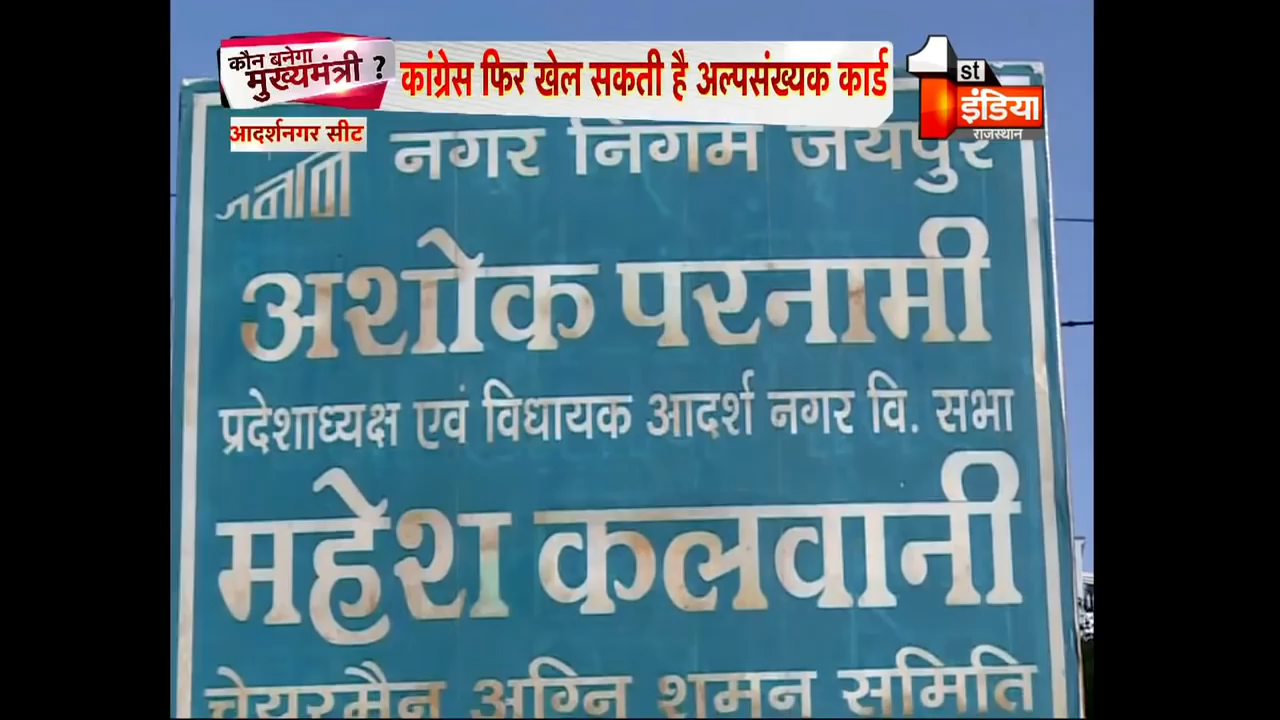 कौन बनेगा
मुख्यमंत्री ?
कांग्रेस फिर खेल सकती है अल्पसंख्यक कार्ड
1st
इंडिया
राजस्थान
आदर्शनगर सीट
नगर निगम जयपुर
अशोक परनामी
प्रदेशाध्यक्ष एवं विधायक आदर्श नगर वि. सभा
महेश कलवानी
चेयरमैन अग्नि शमन समिति